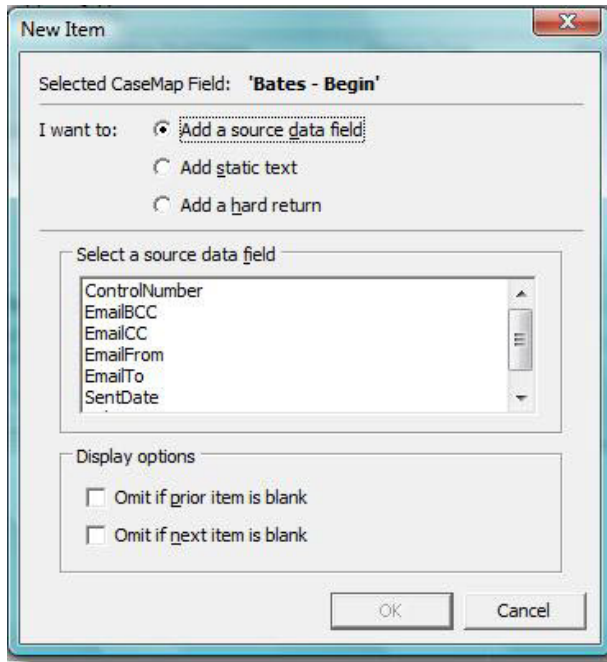 New Item
Selected CaseMap Field: 'Bates - Begin'
I want to: Add a source data field
Add static text
Add a hard return
Select a source data field
ControlNumber
EmailBCC
EmailCC
EmailFrom
EmailTo
SentDate
Display options
Omit if prior item is blank
Omit if next item is blank
OK Cancel